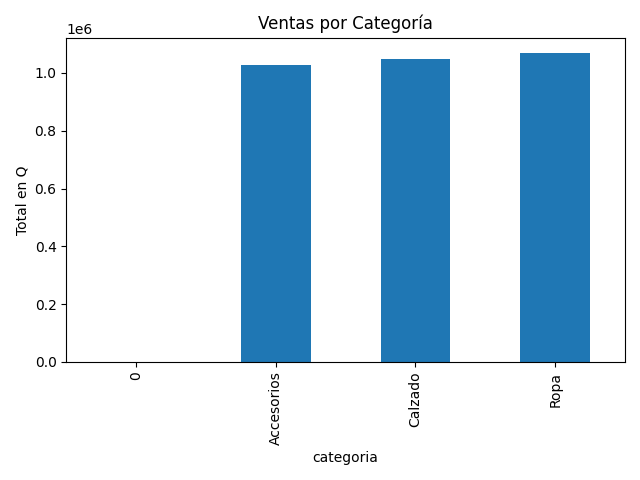 Ventas por Categoría
1e6
1.0
0.8
0.6
0.4
0.2
0.0
Total en Q
0
Accesorios
Calzado
Ropa
categoria